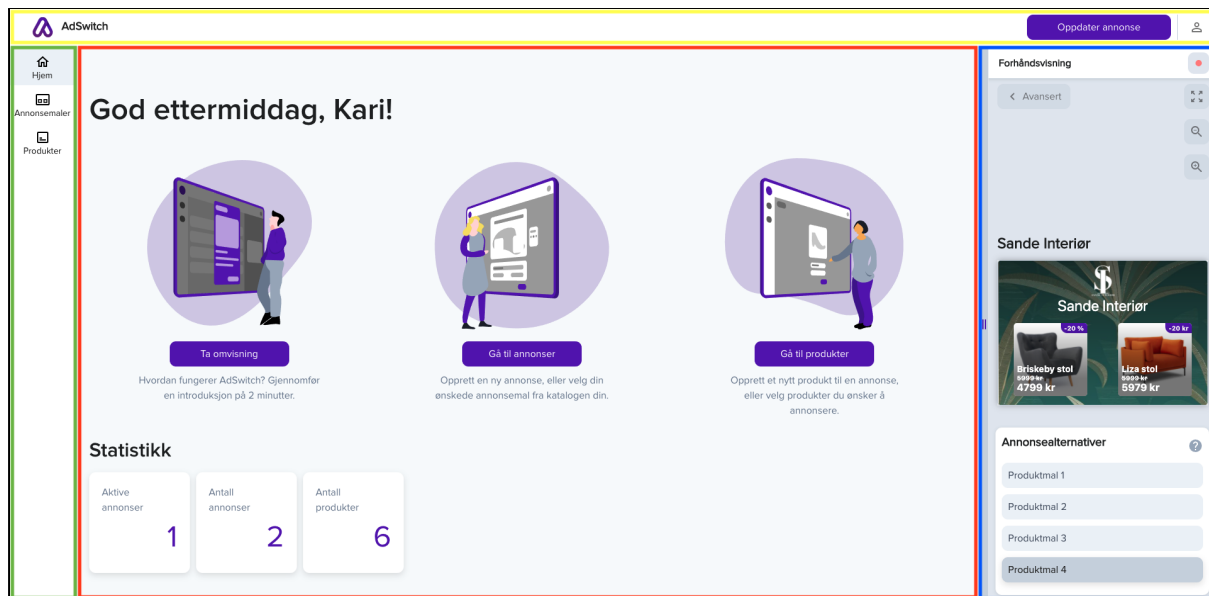 AdSwitch
Oppdater annonse
Hjem
Annonsemaler
Produkter
God ettermiddag, Kari!
Ta omvisning
Hvordan fungerer AdSwitch? Gjennomfør
en introduksjon på 2 minutter.
Gå til annonser
Opprett en ny annonse, eller velg din
ønskede annonsemal fra katalogen din.
Gå til produkter
Opprett et nytt produkt til en annonse,
eller velg produkter du ønsker å
annonsere.
Statistikk
Aktive
annonser
1
Antall
annonser
2
Antall
produkter
6
Forhåndsvisning
Avansert
Sande Interiør
Sande Interiør
-20 %
Briskeby stol
5999 kr
4799 kr
-20 kr
Liza stol
5999 kr
5979 kr
Annonsealternativer
?
Produktmal 1
Produktmal 2
Produktmal 3
Produktmal 4